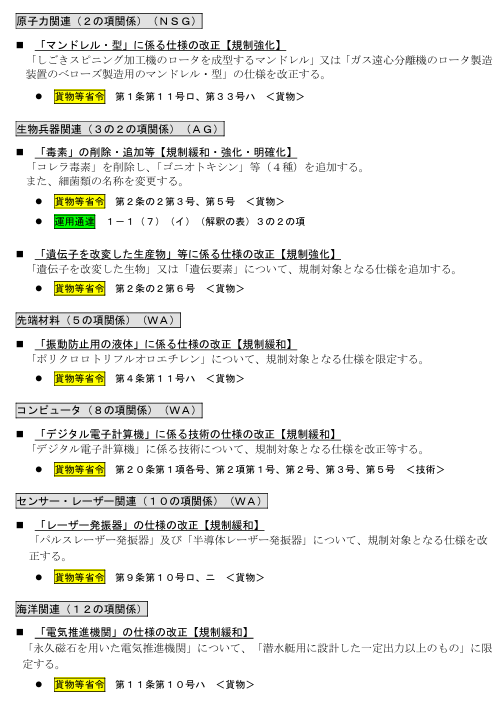 原子力関連（２の項関係）（ＮＳＧ）
■ 「マンドレル・型」に係る仕様の改正【規制強化】
「しごきスピニング加工機のロータを成型するマンドレル」又は「ガス遠心分離機のロータ製造
装置のベローズ製造用のマンドレル・型」の仕様を改正する。
● 貨物等省令 第１条第１１号ロ、第３３号ハ ＜貨物＞
生物兵器関連（３の２の項関係）（ＡＧ）
■ 「毒素」の削除・追加等【規制緩和・強化・明確化】
「コレラ毒素」を削除し、「ゴニオトキシン」等（４種）を追加する。
また、細菌類の名称を変更する。
● 貨物等省令 第２条の２第３号、第５号 ＜貨物＞
● 運用通達 １－１（７）（イ）（解釈の表）３の２の項
■ 「遺伝子を改変した生産物」等に係る仕様の改正【規制強化】
「遺伝子を改変した生物」又は「遺伝要素」について、規制対象となる仕様を追加する。
● 貨物等省令 第２条の２第６号 ＜貨物＞
先端材料（５の項関係）（ＷＡ）
■ 「振動防止用の液体」に係る仕様の改正【規制緩和】
「ポリクロロトリフルオロエチレン」について、規制対象となる仕様を限定する。
● 貨物等省令 第４条第１１号ハ ＜貨物＞
コンピュータ（８の項関係）（ＷＡ）
■ 「デジタル電子計算機」に係る技術の仕様の改正【規制緩和】
「デジタル電子計算機」に係る技術について、規制対象となる仕様を改正等する。
● 貨物等省令 第２０条第１項各号、第２項第１号、第２号、第３号、第５号 ＜技術＞
センサー・レーザー関連（１０の項関係）（ＷＡ）
■ 「レーザー発振器」の仕様の改正【規制緩和】
「パルスレーザー発振器」及び「半導体レーザー発振器」について、規制対象となる仕様を改
正する。
● 貨物等省令 第９条第１０号ロ、ニ ＜貨物＞
海洋関連（１２の項関係）
■ 「電気推進機関」の仕様の改正【規制緩和】
「永久磁石を用いた電気推進機関」について、「潜水艇用に設計した一定出力以上のもの」に限
定する。
● 貨物等省令 第１１条第１０号ハ ＜貨物＞